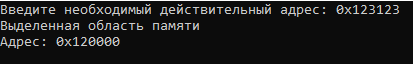 Введите необходимый действительный адрес: 0x123123
Выделенная область памяти
Адрес: 0x120000